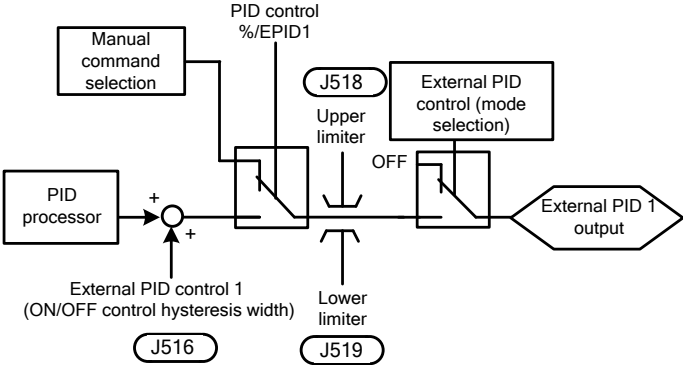 PID control
%/EPID1
Manual
command
selection
J518
Upper
limiter
External PID
control (mode
selection)
OFF
PID
processor
+
+
External PID 1
output
External PID control 1
(ON/OFF control hysteresis width)
J516
Lower
limiter
J519